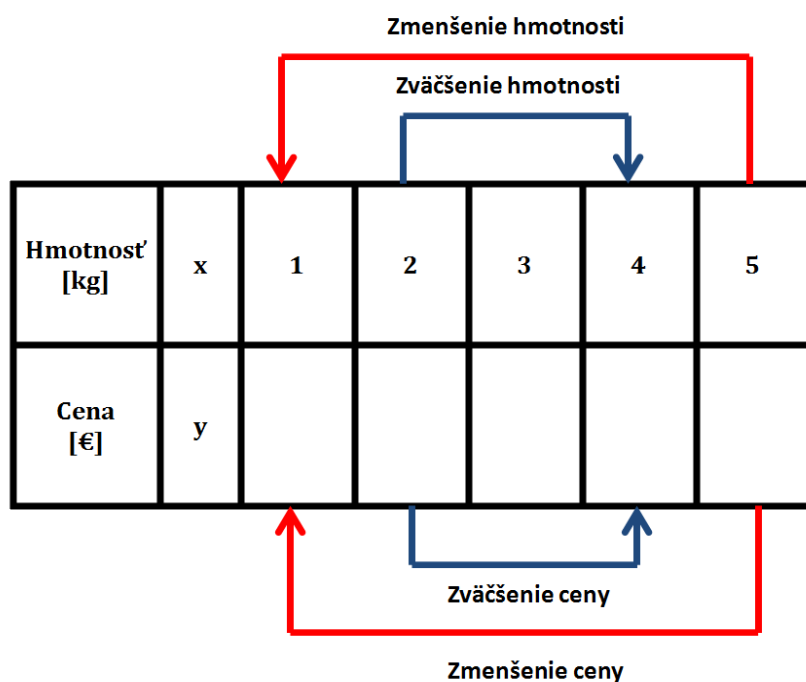 Zmenšenie hmotnosti
Zväčšenie hmotnosti
Hmotnosť
[kg]
x
1
2
3
4
5
Cena
[€]
y
Zväčšenie ceny
Zmenšenie ceny